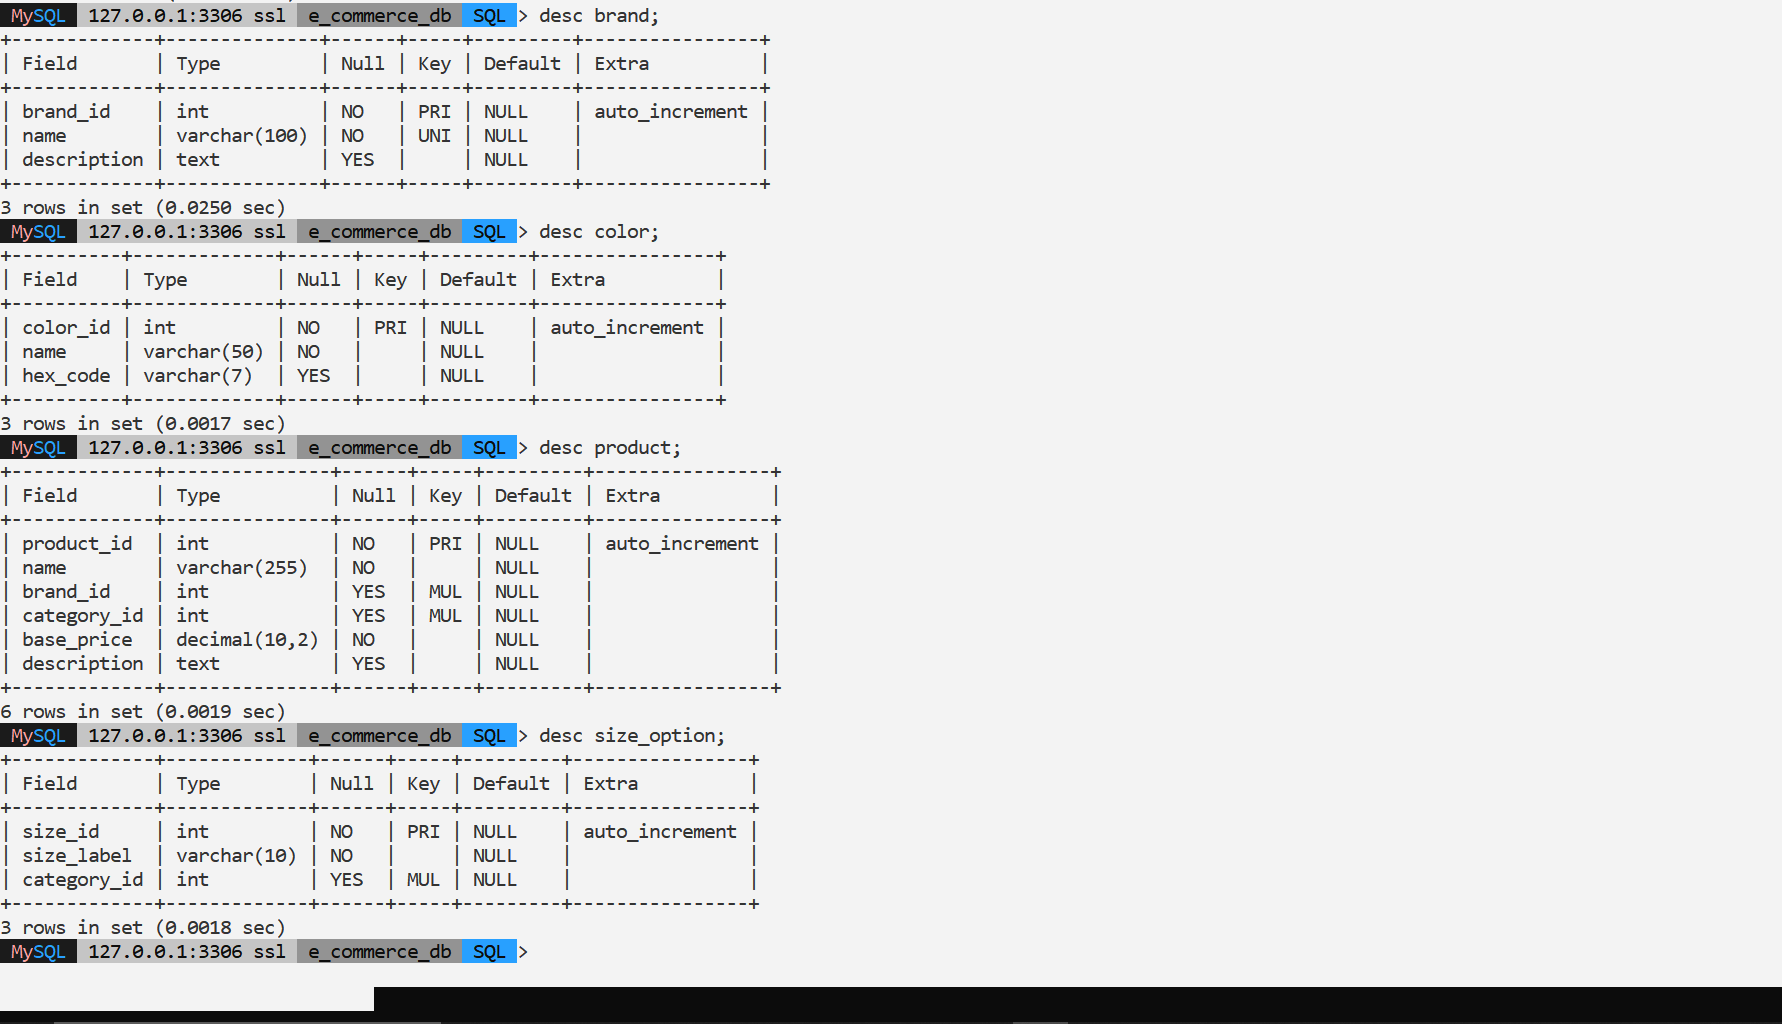 MySQL 127.0.0.1:3306 ssl e_commerce_db SQL > desc brand;
+-------------+--------------+------+-----+---------+----------------+
| Field       | Type         | Null | Key | Default | Extra          |
+-------------+--------------+------+-----+---------+----------------+
| brand_id    | int          | NO   | PRI | NULL    | auto_increment |
| name        | varchar(100) | NO   | UNI | NULL    |                |
| description | text         | YES  |     | NULL    |                |
+-------------+--------------+------+-----+---------+----------------+
3 rows in set (0.0250 sec)
MySQL 127.0.0.1:3306 ssl e_commerce_db SQL > desc color;
+----------+-------------+------+-----+---------+----------------+
| Field    | Type        | Null | Key | Default | Extra          |
+----------+-------------+------+-----+---------+----------------+
| color_id | int         | NO   | PRI | NULL    | auto_increment |
| name     | varchar(50) | NO   |     | NULL    |                |
| hex_code | varchar(7)  | YES  |     | NULL    |                |
+----------+-------------+------+-----+---------+----------------+
3 rows in set (0.0017 sec)
MySQL 127.0.0.1:3306 ssl e_commerce_db SQL > desc product;
+-------------+---------------+------+-----+---------+----------------+
| Field       | Type          | Null | Key | Default | Extra          |
+-------------+---------------+------+-----+---------+----------------+
| product_id  | int           | NO   | PRI | NULL    | auto_increment |
| name        | varchar(255)  | NO   |     | NULL    |                |
| brand_id    | int           | YES  | MUL | NULL    |                |
| category_id | int           | YES  | MUL | NULL    |                |
| base_price  | decimal(10,2) | NO   |     | NULL    |                |
| description | text          | YES  |     | NULL    |                |
+-------------+---------------+------+-----+---------+----------------+
6 rows in set (0.0019 sec)
MySQL 127.0.0.1:3306 ssl e_commerce_db SQL > desc size_option;
+-------------+-------------+------+-----+---------+----------------+
| Field       | Type        | Null | Key | Default | Extra          |
+-------------+-------------+------+-----+---------+----------------+
| size_id     | int         | NO   | PRI | NULL    | auto_increment |
| size_label  | varchar(10) | NO   |     | NULL    |                |
| category_id | int         | YES  | MUL | NULL    |                |
+-------------+-------------+------+-----+---------+----------------+
3 rows in set (0.0018 sec)
MySQL 127.0.0.1:3306 ssl e_commerce_db SQL >